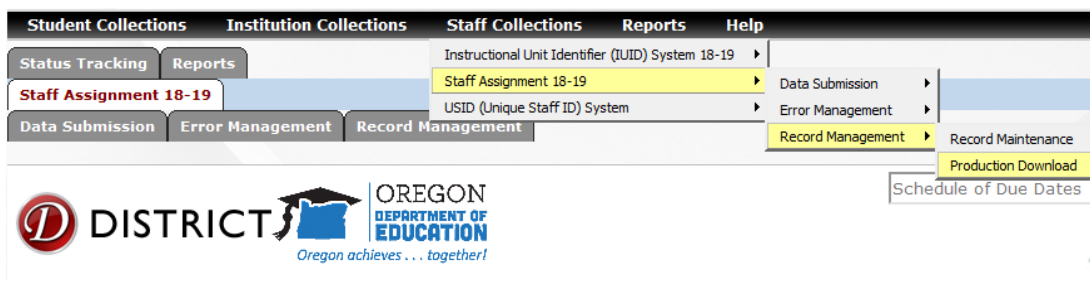 Student Collections Institution Collections Staff Collections Reports Help
Status Tracking Reports
Instructional Unit Identifier (IUID) System 18-19
Staff Assignment 18-19
USID (Unique Staff ID) System
Data Submission
Error Management
Record Management
Record Maintenance
Production Download
Staff Assignment 18-19
Data Submission Error Management Record Management
Schedule of Due Dates
D DISTRICT
OREGON
DEPARTMENT OF
EDUCATION
Oregon achieves . . . together!